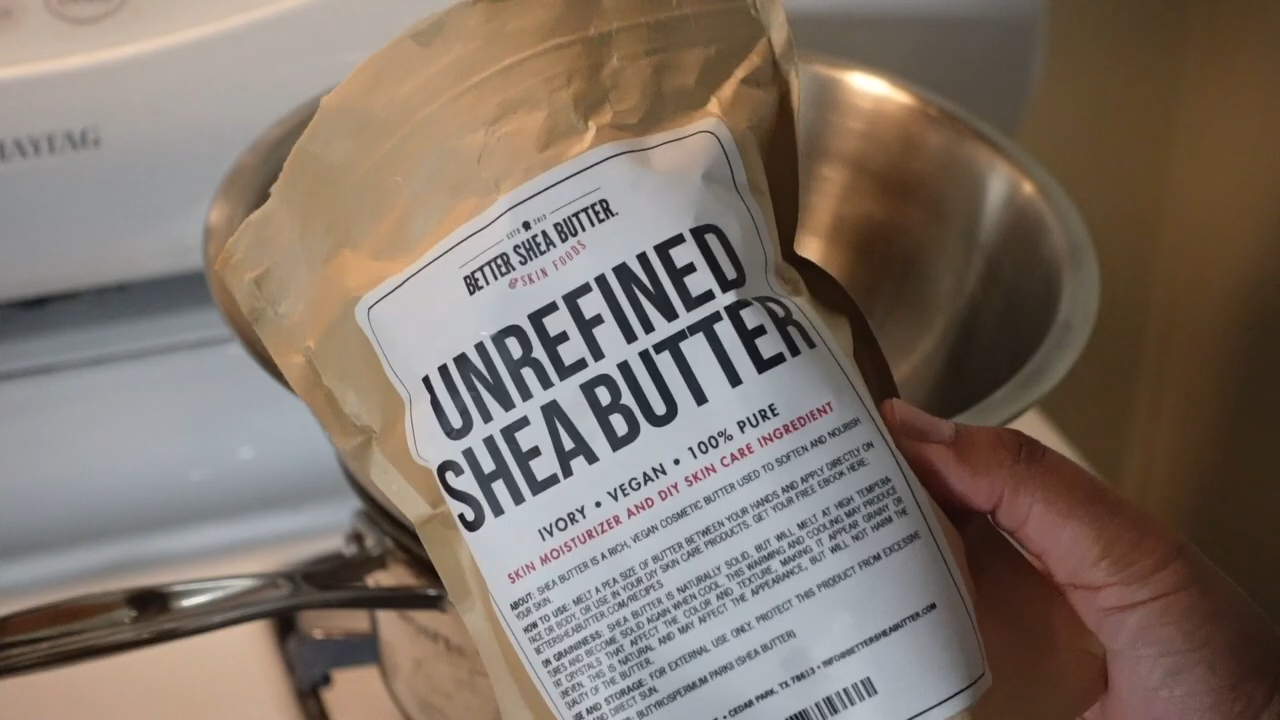 MAYTAG
ESTD 2013
BETTER SHEA BUTTER.
& SKIN FOODS
UNREFINED
SHEA BUTTER
IVORY • VEGAN • 100% PURE
SKIN MOISTURIZER AND DIY SKIN CARE INGREDIENT
ABOUT: SHEA BUTTER IS A RICH, VEGAN COSMETIC BUTTER USED TO SOFTEN AND NOURISH
YOUR SKIN.
HOW TO USE: MELT A PEA SIZE OF BUTTER BETWEEN YOUR HANDS AND APPLY DIRECTLY ON
FACE OR BODY, OR USE IN YOUR DIY SKIN CARE PRODUCTS. GET YOUR FREE EBOOK HERE:
BETTERSHEABUTTER.COM/RECIPES
ON GRAININESS: SHEA BUTTER IS NATURALLY SOLID, BUT WILL MELT AT HIGH TEMPERA-
TURES AND BECOME SOLID AGAIN WHEN COOL. THIS WARMING AND COOLING MAY PRODUCE
FAT CRYSTALS THAT AFFECT THE COLOR AND TEXTURE, MAKING IT APPEAR GRAINY OR
UNEVEN. THIS IS NATURAL AND MAY AFFECT THE APPEARANCE, BUT WILL NOT HARM THE
QUALITY OF THE BUTTER.
USE AND STORAGE: FOR EXTERNAL USE ONLY. PROTECT THIS PRODUCT FROM EXCESSIVE
AND DIRECT SUN.
BUTYROSPERMUM PARKII (SHEA BUTTER)
• CEDAR PARK, TX 78613 • INFO@BETTERSHEABUTTER.COM